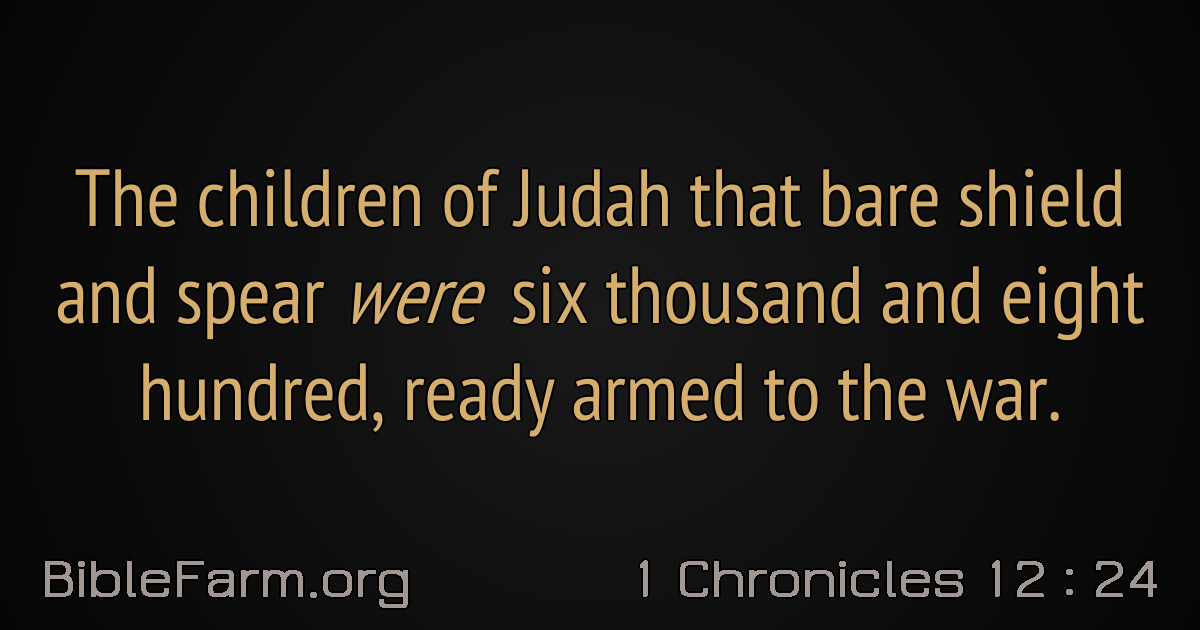 The children of Judah that bare shield
and spear were six thousand and eight
hundred, ready armed to the war.
BibleFarm.org
1 Chronicles 12 : 24